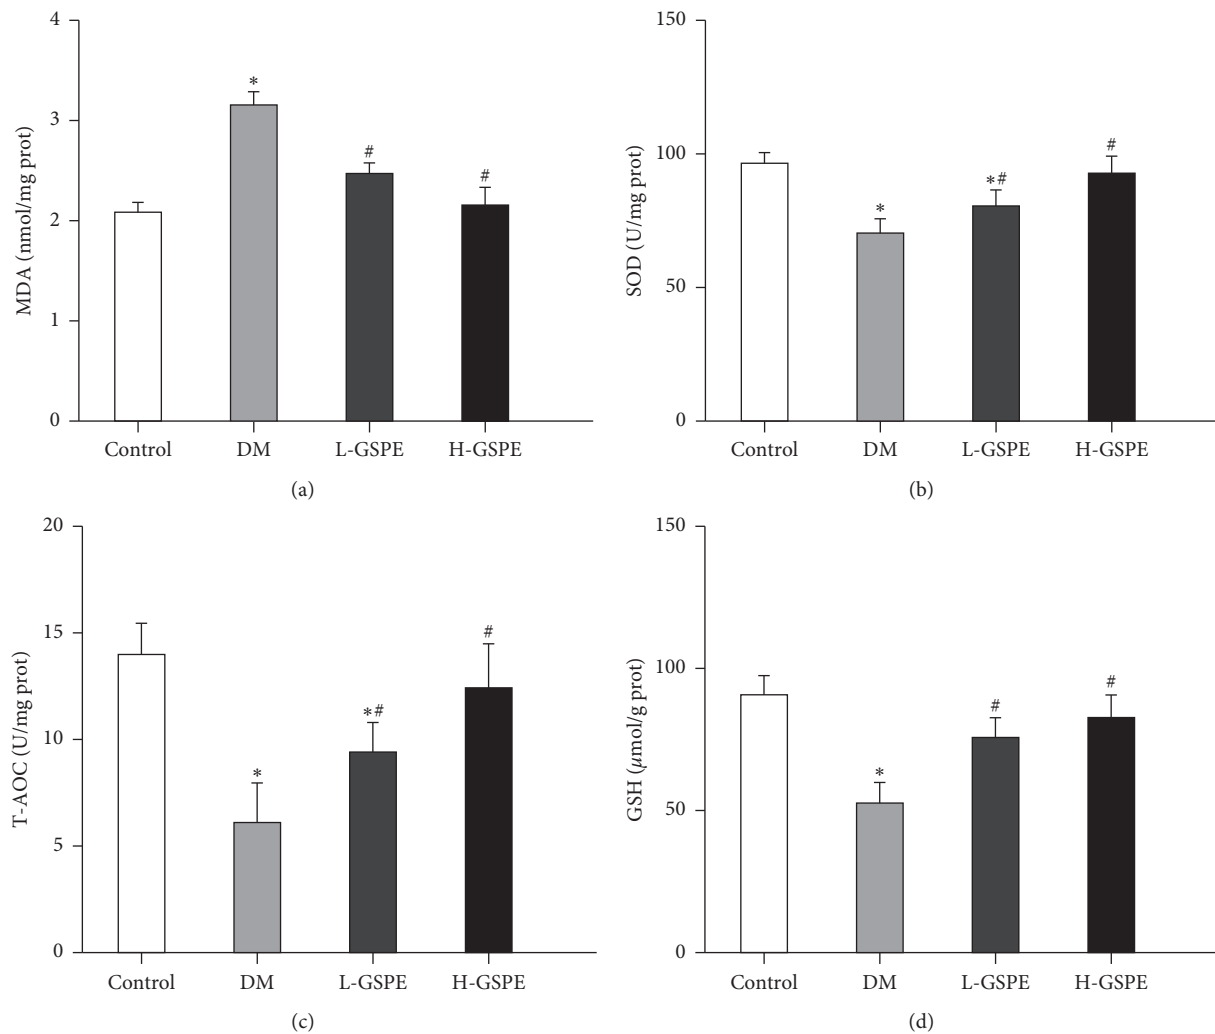 4
3
2
1
0
MDA (nmol/mg prot)
*
#
#
Control DM L-GSPE H-GSPE
(a)
150
100
50
0
SOD (U/mg prot)
*
*#
#
Control DM L-GSPE H-GSPE
(b)
20
15
10
5
0
T-AOC (U/mg prot)
*
*#
#
Control DM L-GSPE H-GSPE
(c)
150
100
50
0
GSH (μmol/g prot)
*
#
#
Control DM L-GSPE H-GSPE
(d)